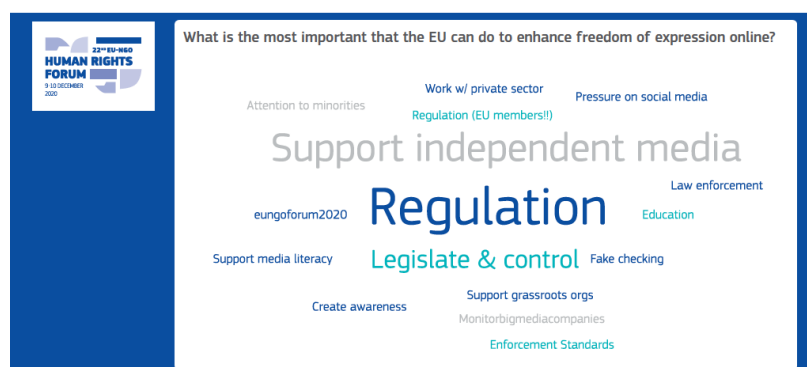 22nd EU-NGO
HUMAN RIGHTS
FORUM
9-10 DECEMBER
2020
What is the most important that the EU can do to enhance freedom of expression online?
Work w/ private sector
Pressure on social media
Attention to minorities
Regulation (EU members!!)
Support independent media
Law enforcement
Regulation
eungoforum2020
Education
Support media literacy
Legislate & control
Fake checking
Support grassroots orgs
Create awareness
Monitorbigmediacompanies
Enforcement Standards